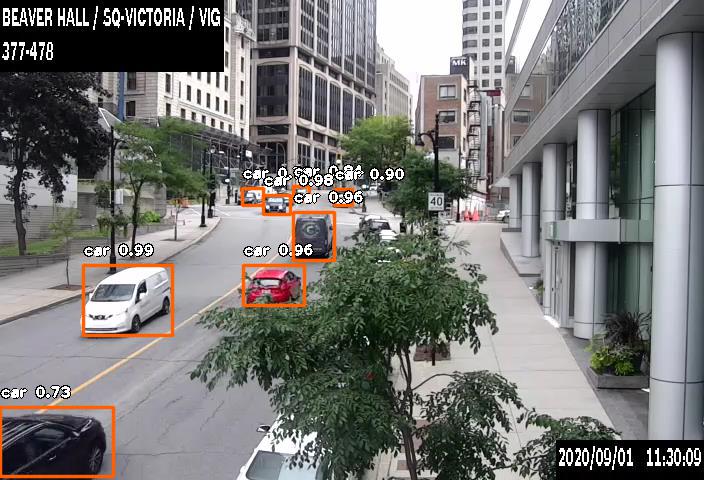 BEAVER HALL / SQ-VICTORIA / VIG
377-478
MK
car 0.90
car 0.98
car 0.96
40
car 0.99
car 0.96
car 0.73
2020/09/01 11:30:09